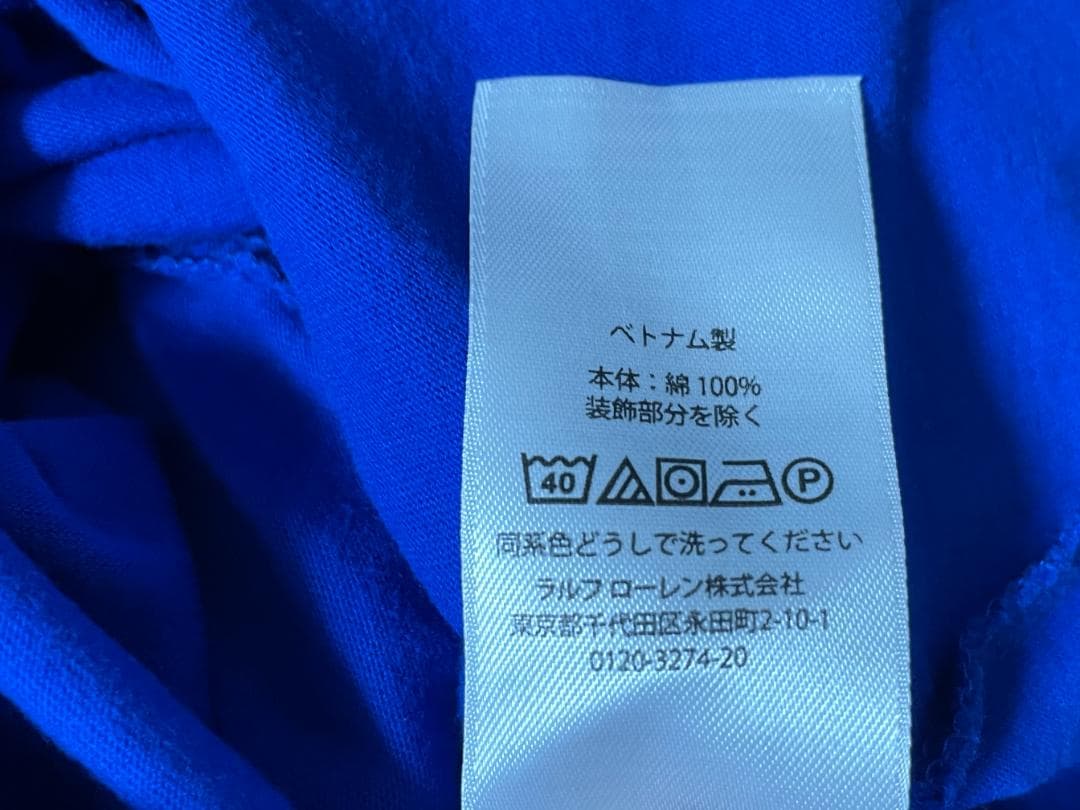 ベトナム製
本体：綿 100%
装飾部分を除く
40 P
同系色どうしで洗ってください
ラルフ ローレン株式会社
東京都千代田区永田町2-10-1
0120-3274-20